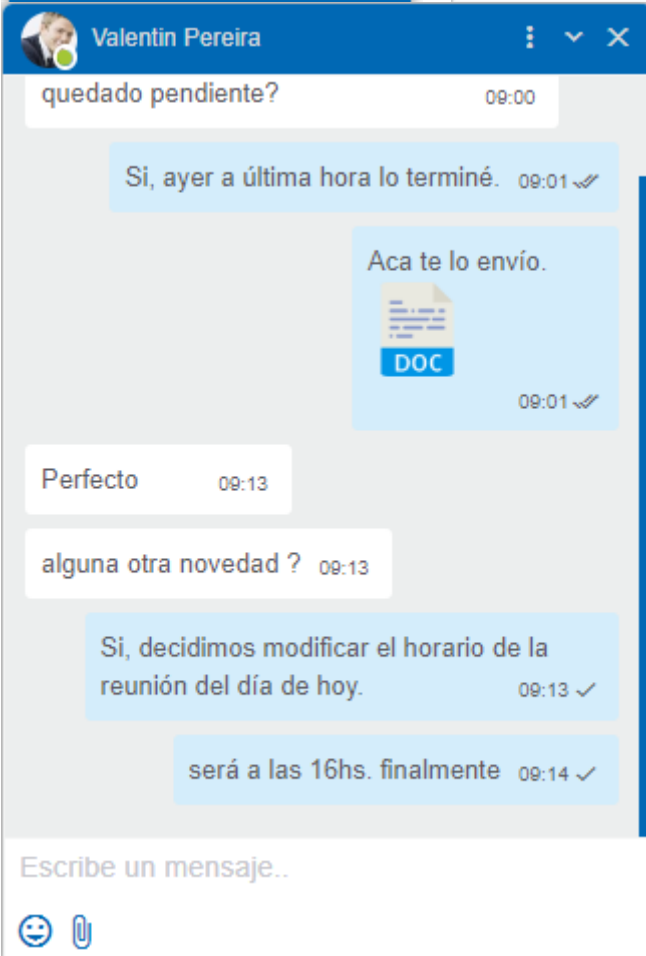 Valentin Pereira
quedado pendiente? 09:00
Si, ayer a última hora lo terminé. 09:01
Aca te lo envío.
DOC
09:01
Perfecto 09:13
alguna otra novedad ? 09:13
Si, decidimos modificar el horario de la
reunión del día de hoy. 09:13
será a las 16hs. finalmente 09:14
Escribe un mensaje..